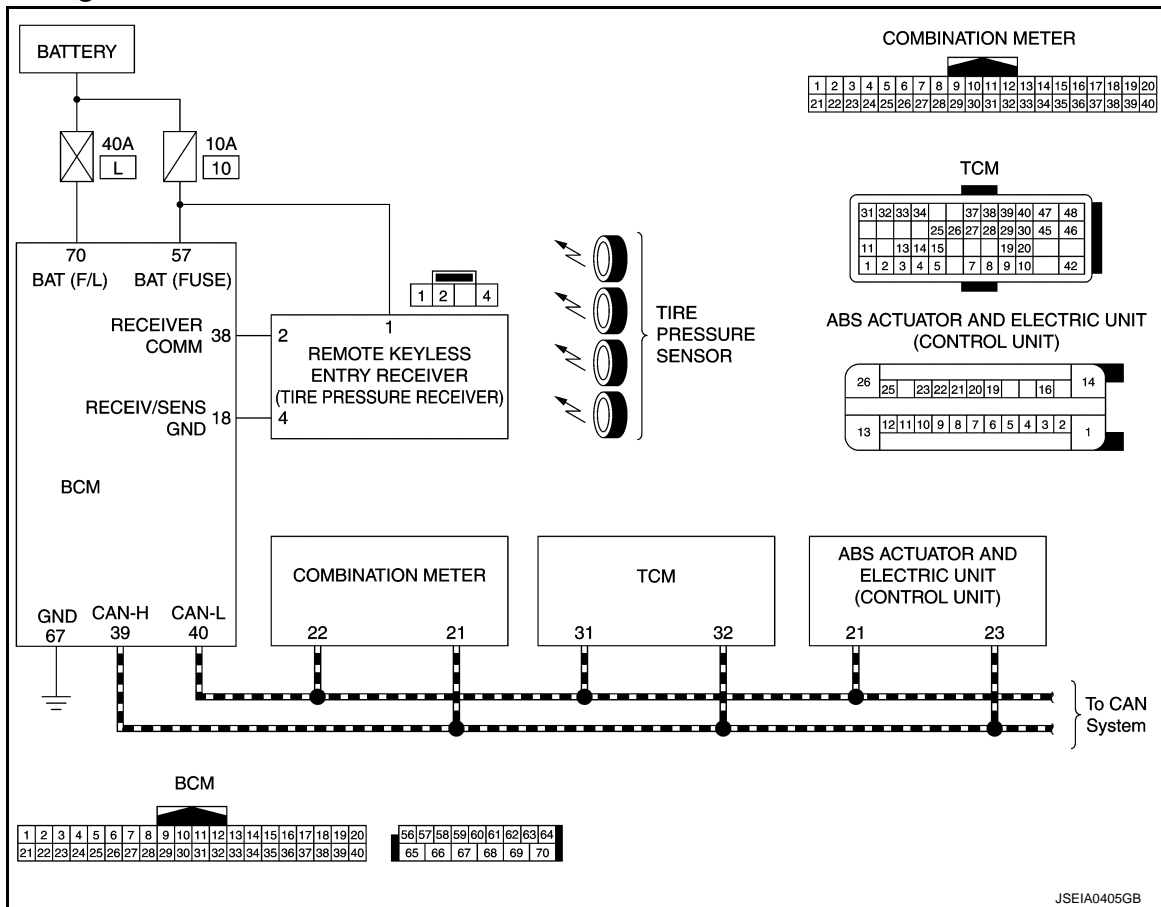 BATTERY
40A
L
10A
10
70
BAT (F/L)
57
BAT (FUSE)
RECEIVER
COMM
38
RECEIV/SENS
GND
18
BCM
GND
67
CAN-H
39
CAN-L
40
1 2 4
1
2
REMOTE KEYLESS
ENTRY RECEIVER
(TIRE PRESSURE RECEIVER)
4
TIRE
PRESSURE
SENSOR
COMBINATION METER
1 2 3 4 5 6 7 8 9 10 11 12 13 14 15 16 17 18 19 20
21 22 23 24 25 26 27 28 29 30 31 32 33 34 35 36 37 38 39 40
TCM
31 32 33 34 37 38 39 40 47 48
25 26 27 28 29 30 45 46
11 13 14 15 19 20
1 2 3 4 5 7 8 9 10 42
ABS ACTUATOR AND ELECTRIC UNIT
(CONTROL UNIT)
26 25 23 22 21 20 19 16 14
13 12 11 10 9 8 7 6 5 4 3 2 1
COMBINATION METER
22 21
TCM
31 32
ABS ACTUATOR AND
ELECTRIC UNIT
(CONTROL UNIT)
21 23
To CAN
System
BCM
1 2 3 4 5 6 7 8 9 10 11 12 13 14 15 16 17 18 19 20
21 22 23 24 25 26 27 28 29 30 31 32 33 34 35 36 37 38 39 40
56 57 58 59 60 61 62 63 64
65 66 67 68 69 70
JSEIA0405GB